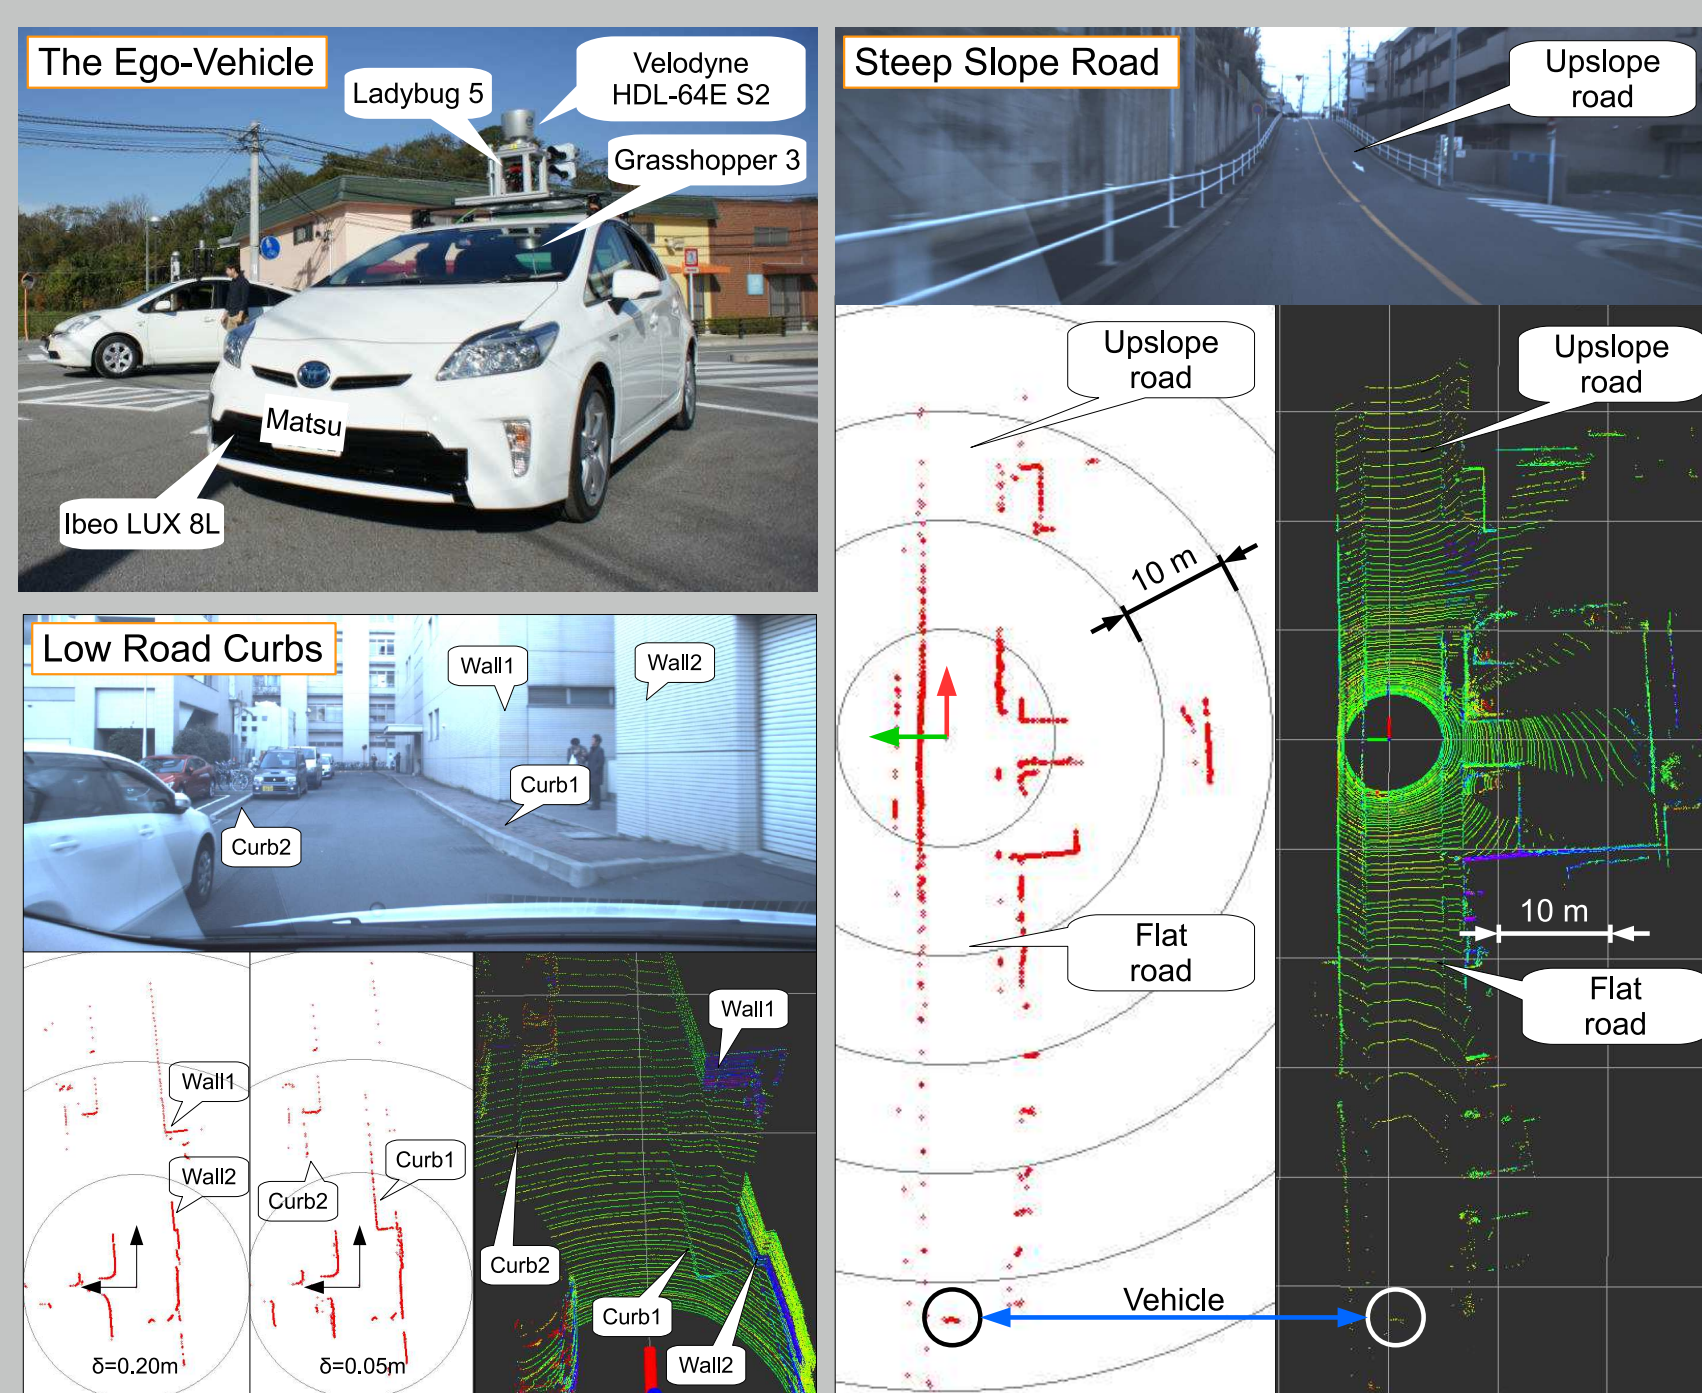 The Ego-Vehicle
Ladybug 5
Velodyne
HDL-64E S2
Grasshopper 3
Matsu
Ibeo LUX 8L
Low Road Curbs
Wall1
Wall2
Curb1
Curb2
Wall1
Wall2
δ=0.20m
Curb1
Curb2
δ=0.05m
Wall1
Curb2
Curb1
Wall2
Steep Slope Road
Upslope
road
Upslope
road
10 m
Flat
road
Vehicle
Upslope
road
10 m
Flat
road